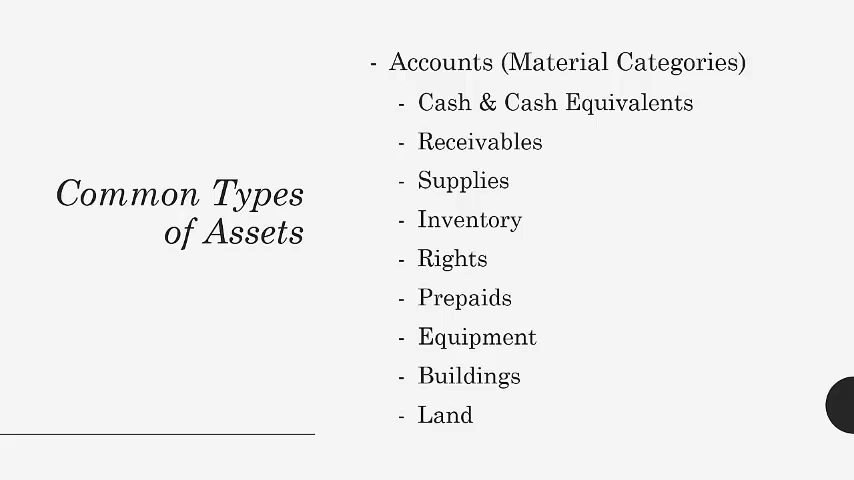 Common Types
of Assets
- Accounts (Material Categories)
- Cash & Cash Equivalents
- Receivables
- Supplies
- Inventory
- Rights
- Prepaids
- Equipment
- Buildings
- Land